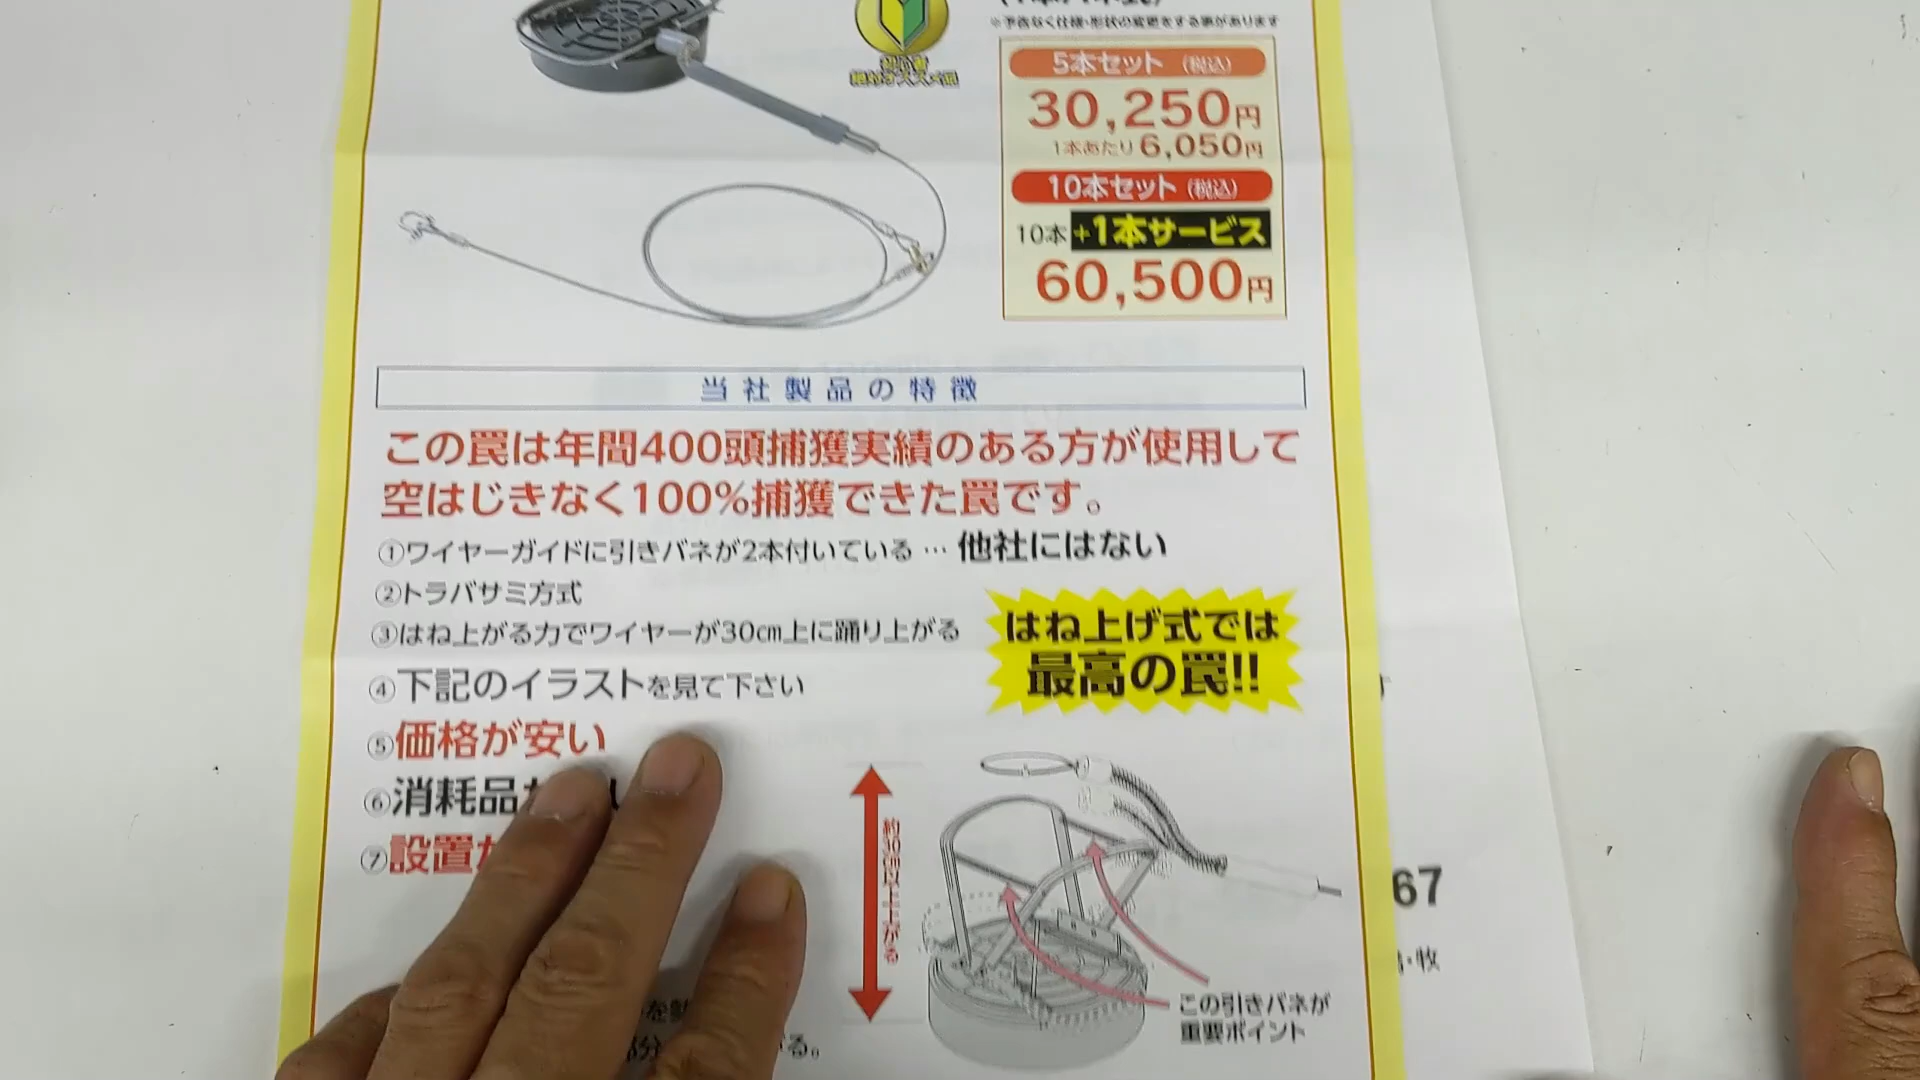 ※予告なく仕様・形状の変更をする事があります
5本セット（税込）
30,250円
1本あたり6,050円
10本セット（税込）
10本+1本サービス
60,500円
当社製品の特徴
この罠は年間400頭捕獲実績のある方が使用して
空はじきなく100%捕獲できた罠です。
①ワイヤーガイドに引きバネが2本付いている … 他社にはない
②トラバサミ方式
③はね上がる力でワイヤーが30cm上に踊り上がる
はね上げ式では
最高の罠!!
④下記のイラストを見て下さい
⑤価格が安い
⑥消耗品
⑦設置
この引きバネが
重要ポイント
67
・牧
る。